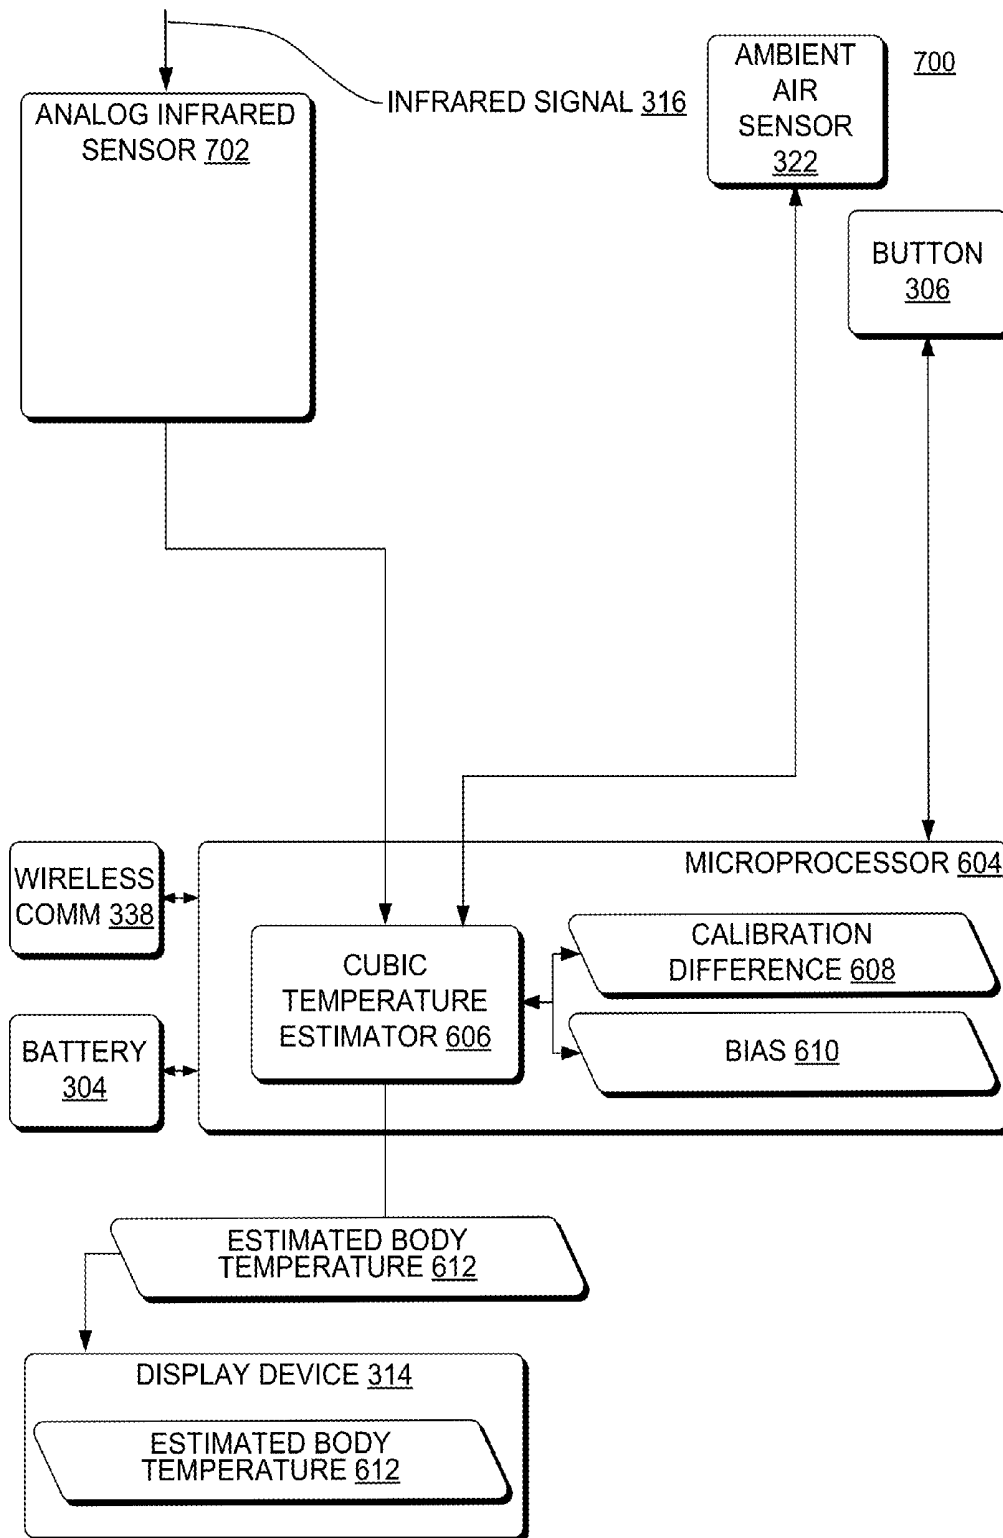 ANALOG INFRARED
SENSOR 702
INFRARED SIGNAL 316
AMBIENT
AIR
SENSOR
322
700
BUTTON
306
MICROPROCESSOR 604
WIRELESS
COMM 338
CUBIC
TEMPERATURE
ESTIMATOR 606
CALIBRATION
DIFFERENCE 608
BIAS 610
BATTERY
304
ESTIMATED BODY
TEMPERATURE 612
DISPLAY DEVICE 314
ESTIMATED BODY
TEMPERATURE 612